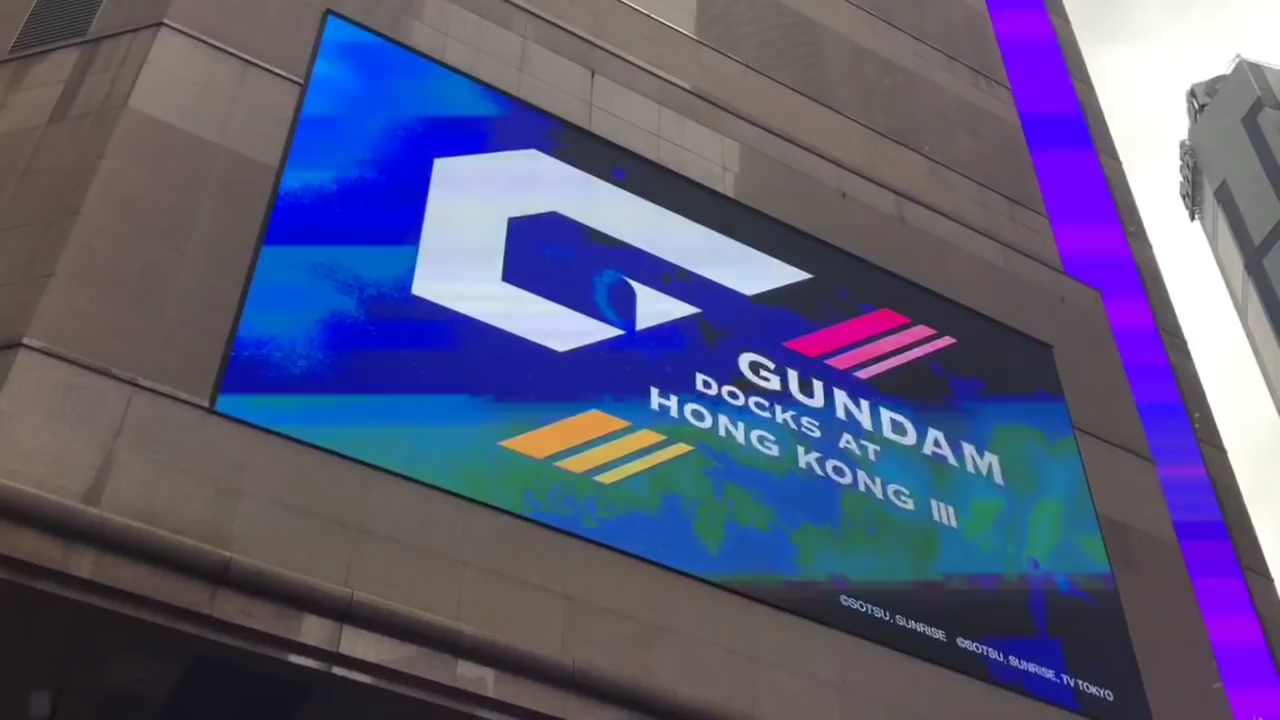 GUNDAM
DOCKS AT
HONG KONG III
©SOTSU, SUNRISE ©SOTSU, SUNRISE, TV TOKYO